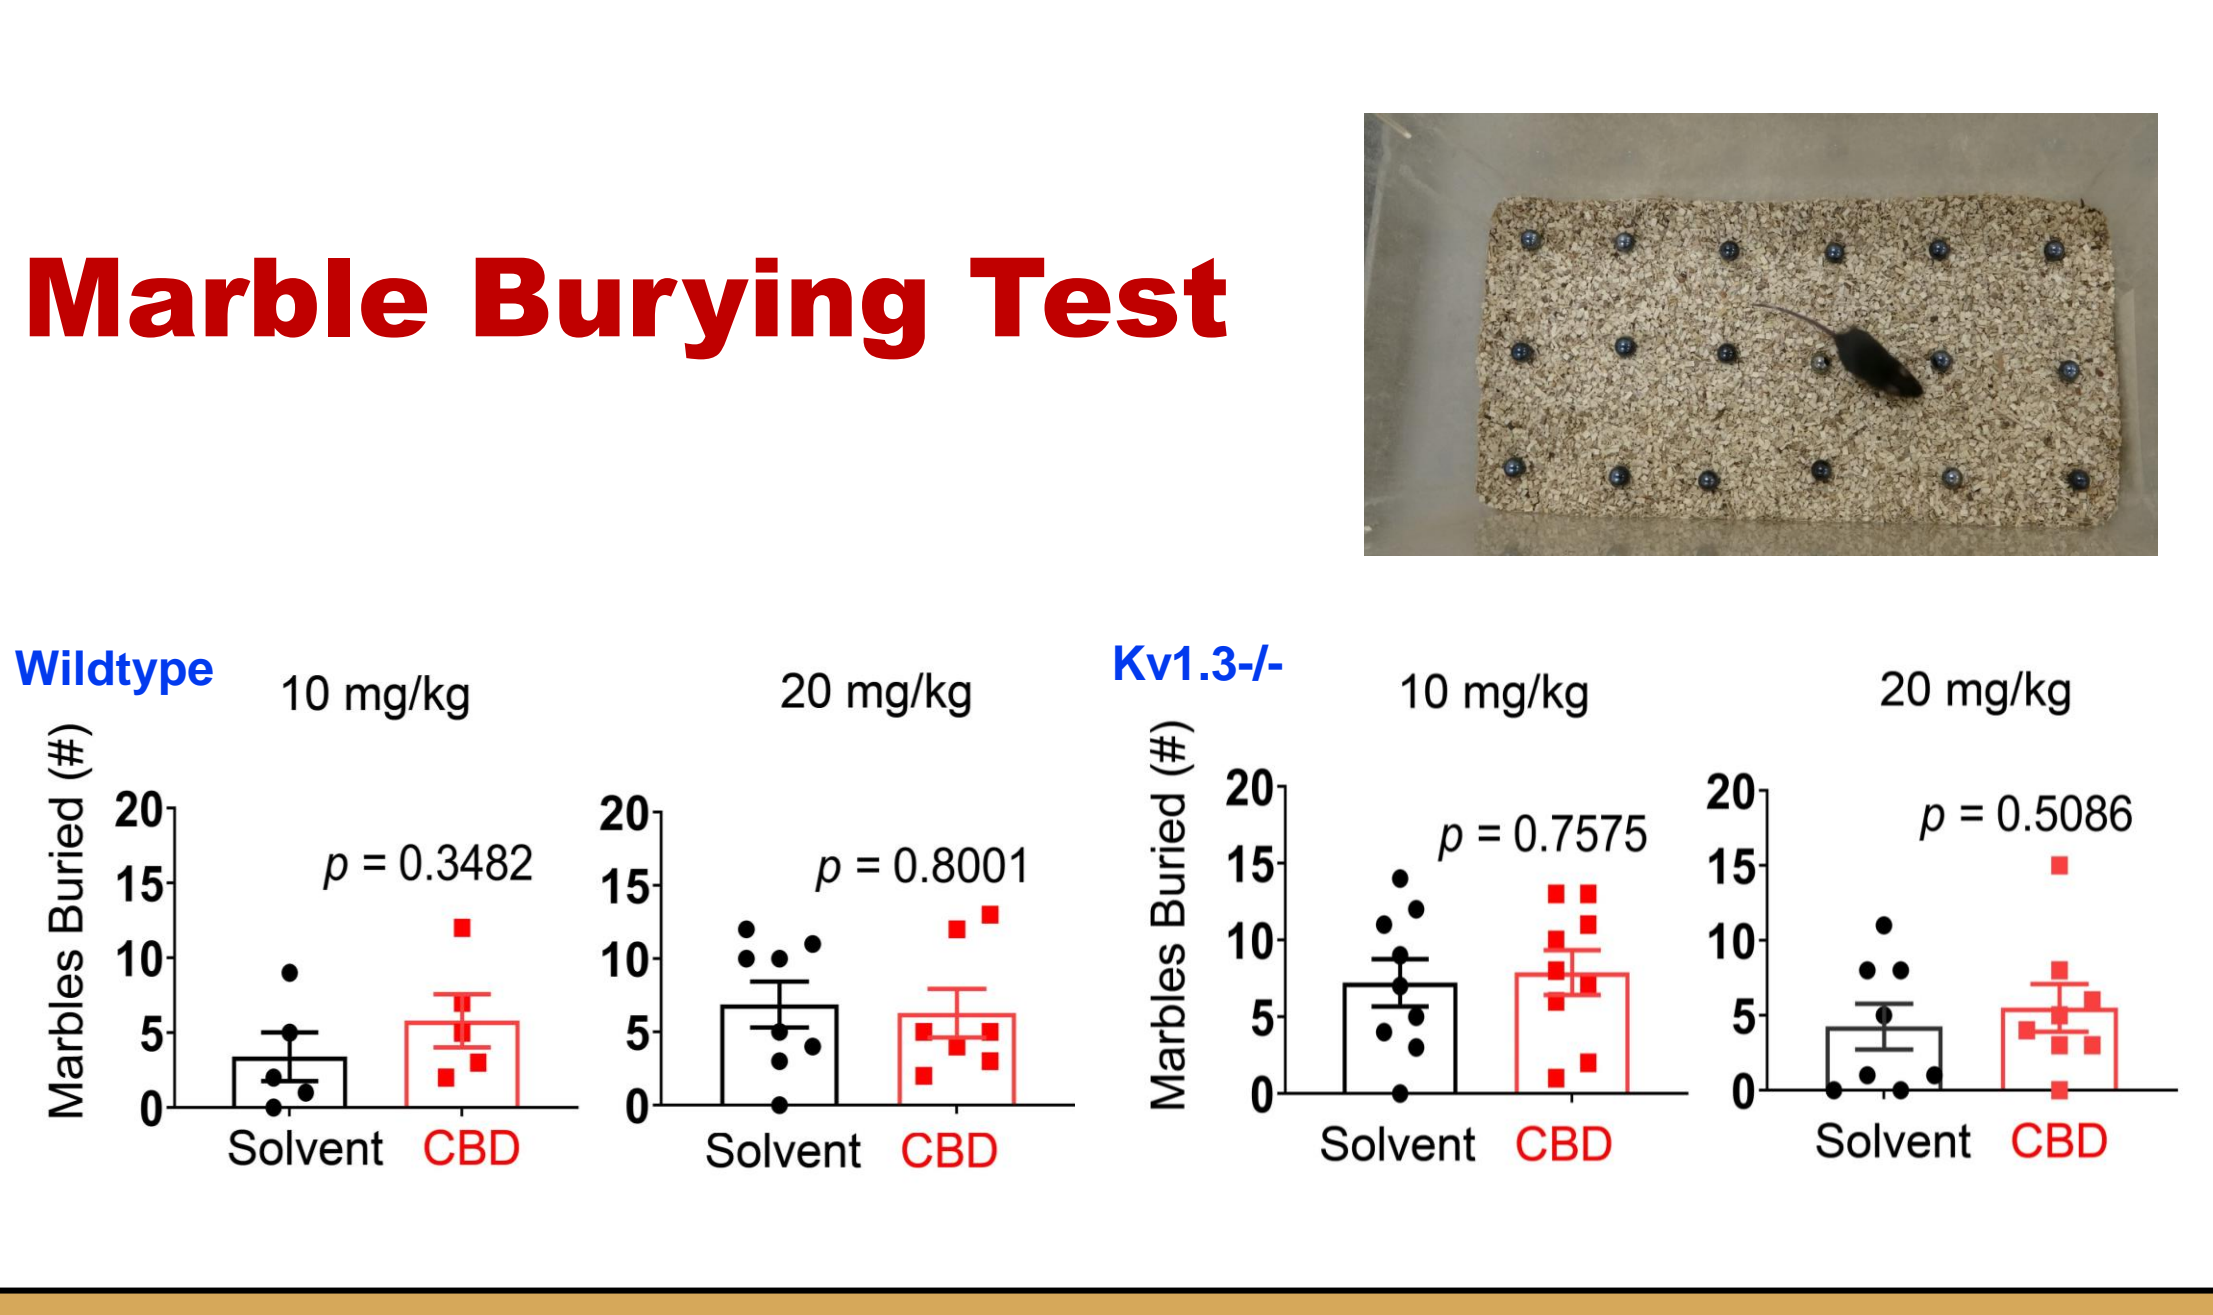 Marble Burying Test
Wildtype
10 mg/kg
Marbles Buried (#)
20
15
10
5
0
p = 0.3482
Solvent
CBD
20 mg/kg
20
15
10
5
0
p = 0.8001
Solvent
CBD
Kv1.3-/-
10 mg/kg
Marbles Buried (#)
20
15
10
5
0
p = 0.7575
Solvent
CBD
20 mg/kg
20
15
10
5
0
p = 0.5086
Solvent
CBD